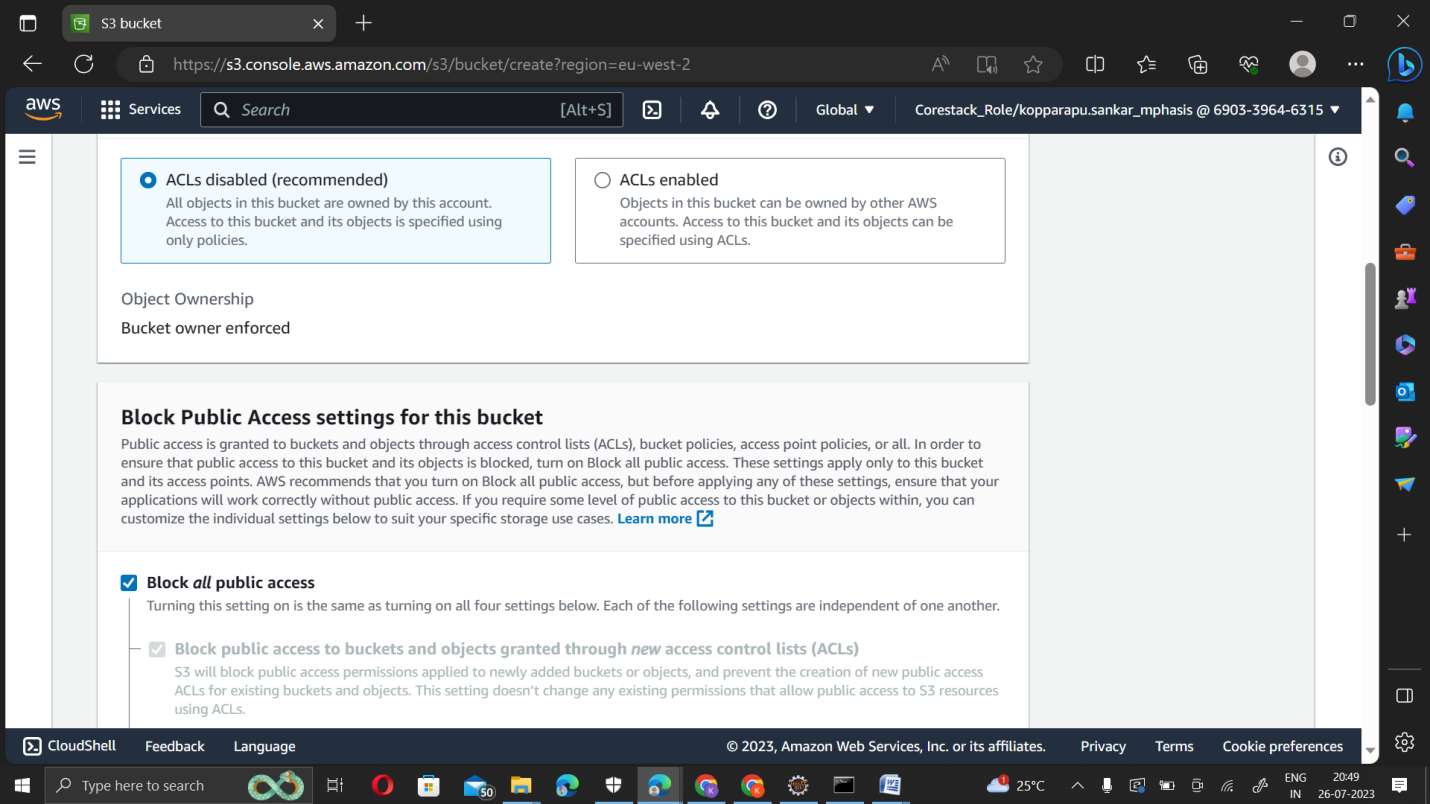 S3 bucket
https://s3.console.aws.amazon.com/s3/bucket/create?region=eu-west-2
aws Services Search [Alt+S] Global Corestack_Role/kopparapu.sankar_mphasis @ 6903-3964-6315
ACLs disabled (recommended)
All objects in this bucket are owned by this account.
Access to this bucket and its objects is specified using
only policies.
ACLs enabled
Objects in this bucket can be owned by other AWS
accounts. Access to this bucket and its objects can be
specified using ACLs.
Object Ownership
Bucket owner enforced
Block Public Access settings for this bucket
Public access is granted to buckets and objects through access control lists (ACLs), bucket policies, access point policies, or all. In order to
ensure that public access to this bucket and its objects is blocked, turn on Block all public access. These settings apply only to this bucket
and its access points. AWS recommends that you turn on Block all public access, but before applying any of these settings, ensure that your
applications will work correctly without public access. If you require some level of public access to this bucket or objects within, you can
customize the individual settings below to suit your specific storage use cases. Learn more
Block all public access
Turning this setting on is the same as turning on all four settings below. Each of the following settings are independent of one another.
Block public access to buckets and objects granted through new access control lists (ACLs)
S3 will block public access permissions applied to newly added buckets or objects, and prevent the creation of new public access
ACLs for existing buckets and objects. This setting doesn't change any existing permissions that allow public access to S3 resources
using ACLs.
CloudShell Feedback Language © 2023, Amazon Web Services, Inc. or its affiliates. Privacy Terms Cookie preferences
Type here to search 50 1 25°C ENG 20:49
IN 26-07-2023